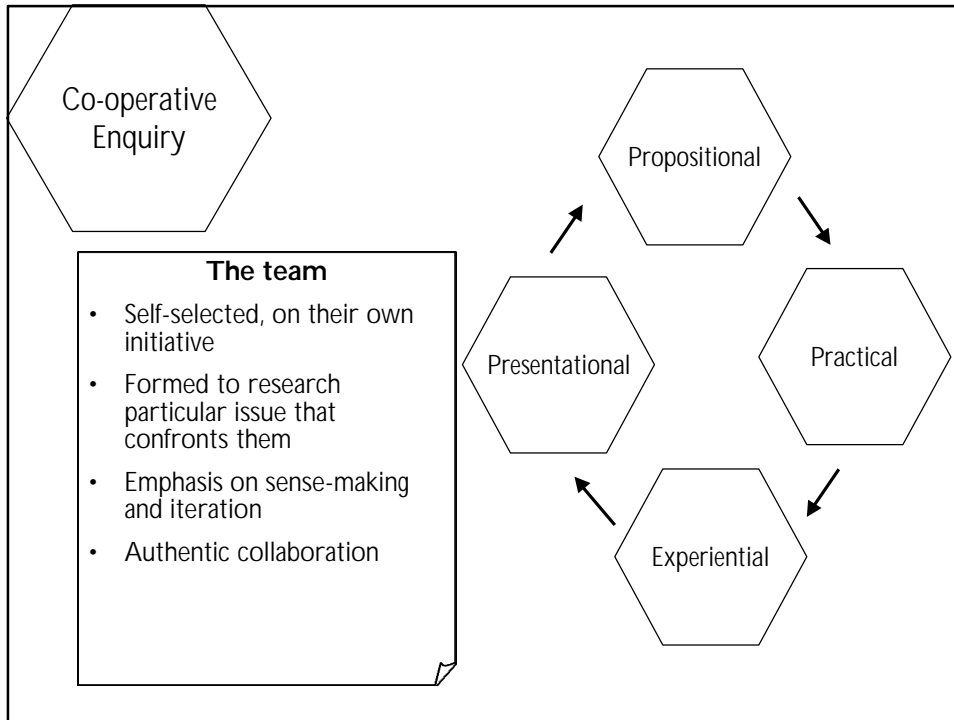 Co-operative
Enquiry
Propositional
The team
• Self-selected, on their own
initiative
• Formed to research
particular issue that
confronts them
• Emphasis on sense-making
and iteration
• Authentic collaboration
Presentational
Practical
Experiential